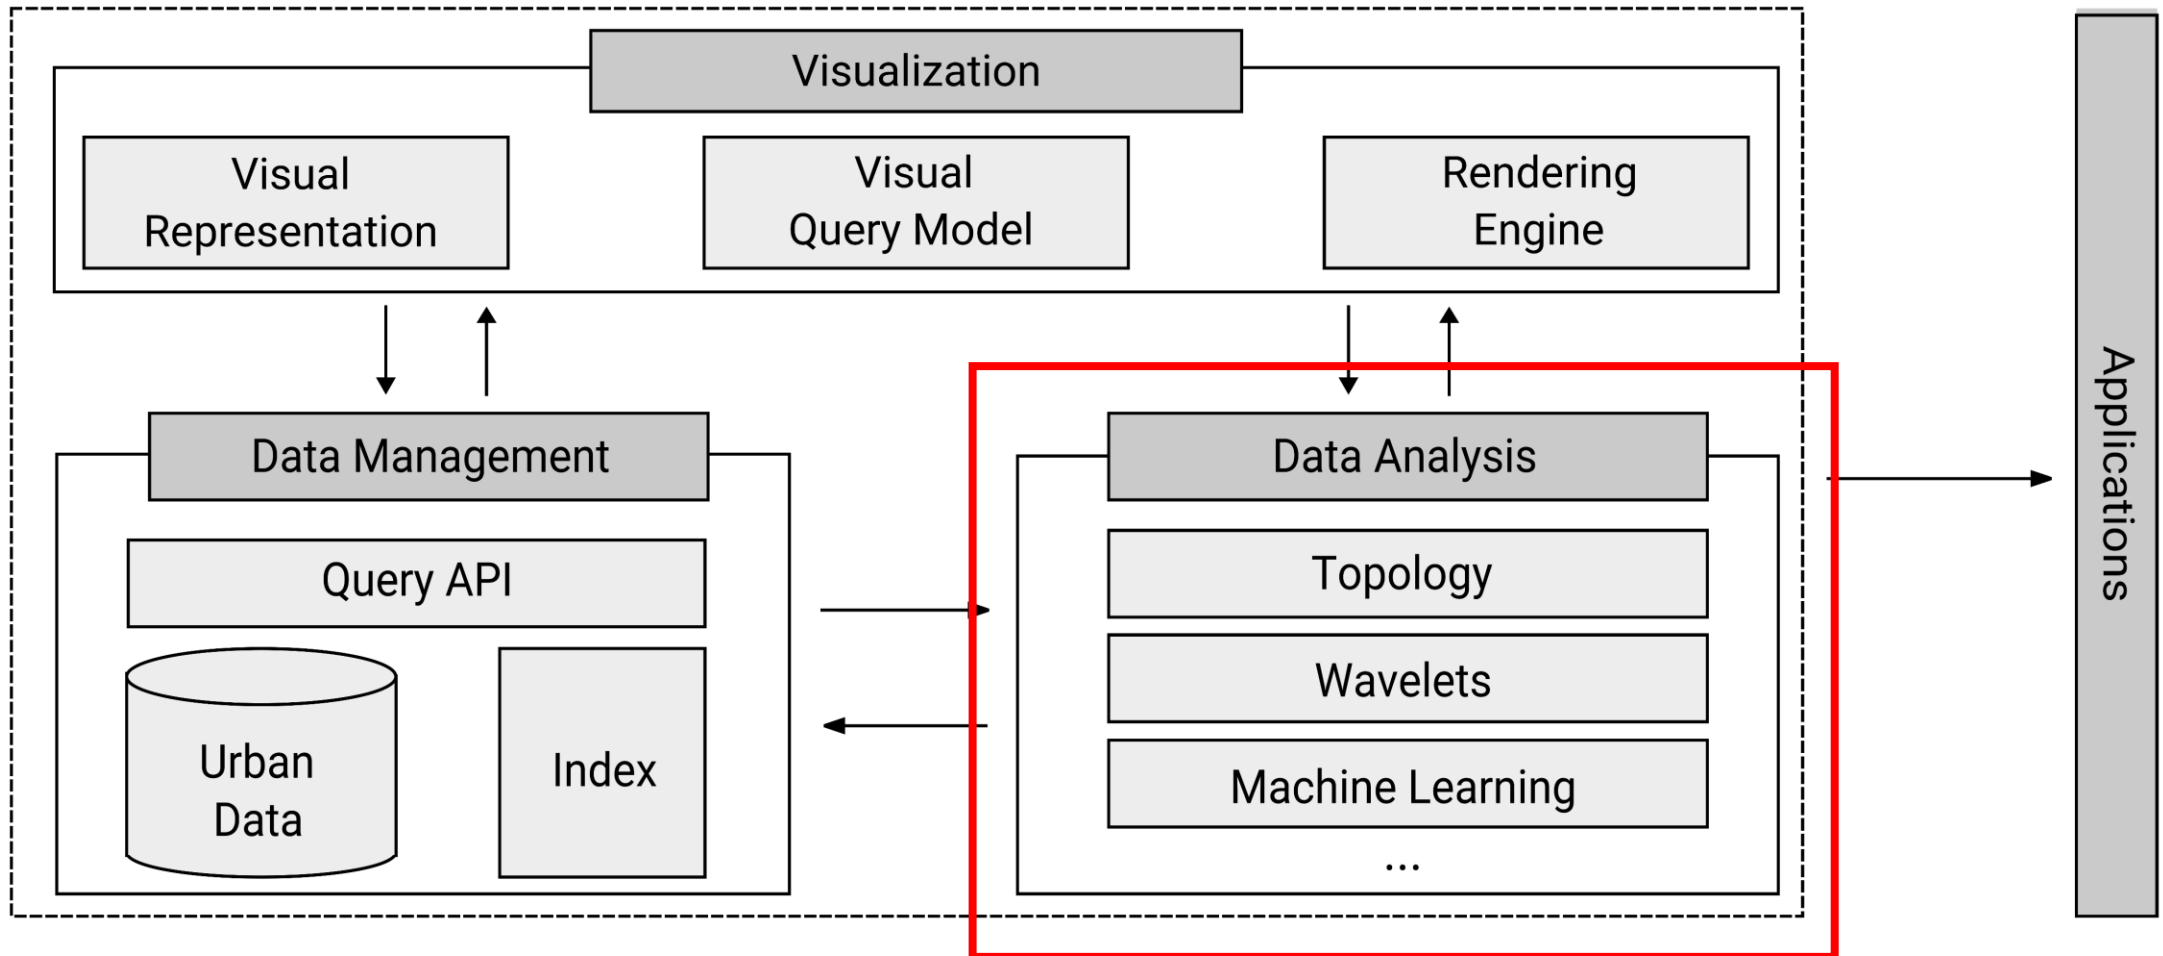 Visualization
Visual
Representation
Visual
Query Model
Rendering
Engine
Data Management
Query API
Urban
Data
Index
Data Analysis
Topology
Wavelets
Machine Learning
...
Applications